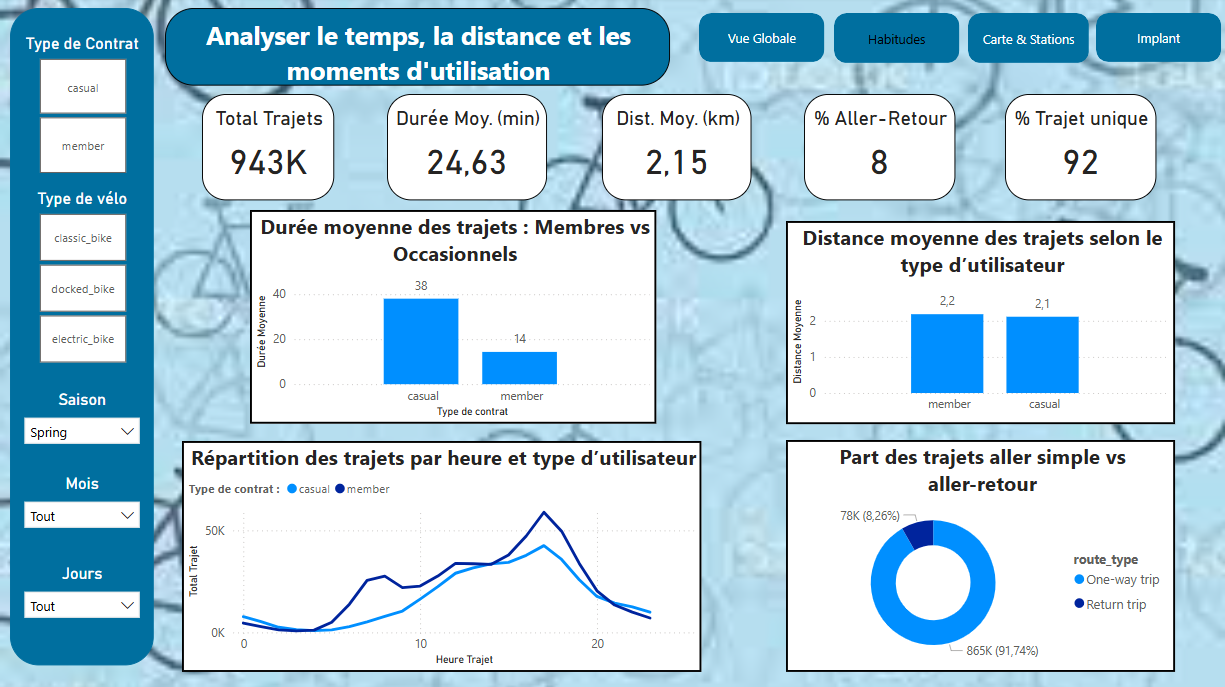 Type de Contrat
casual
member
Type de vélo
classic_bike
docked_bike
electric_bike
Saison
Spring
Mois
Tout
Jours
Tout
Analyser le temps, la distance et les
moments d'utilisation
Vue Globale
Habitudes
Carte & Stations
Implant
Total Trajets
943K
Durée Moy. (min)
24,63
Dist. Moy. (km)
2,15
% Aller-Retour
8
% Trajet unique
92
Durée moyenne des trajets : Membres vs
Occasionnels
Durée Moyenne
40
20
0
38
14
casual
member
Type de contrat
Distance moyenne des trajets selon le
type d’utilisateur
Distance Moyenne
2
1
0
2,2
2,1
member
casual
Répartition des trajets par heure et type d’utilisateur
Type de contrat : casual member
Total Trajet
50K
0K
0
10
20
Heure Trajet
Part des trajets aller simple vs
aller-retour
78K (8,26%)
865K (91,74%)
route_type
One-way trip
Return trip